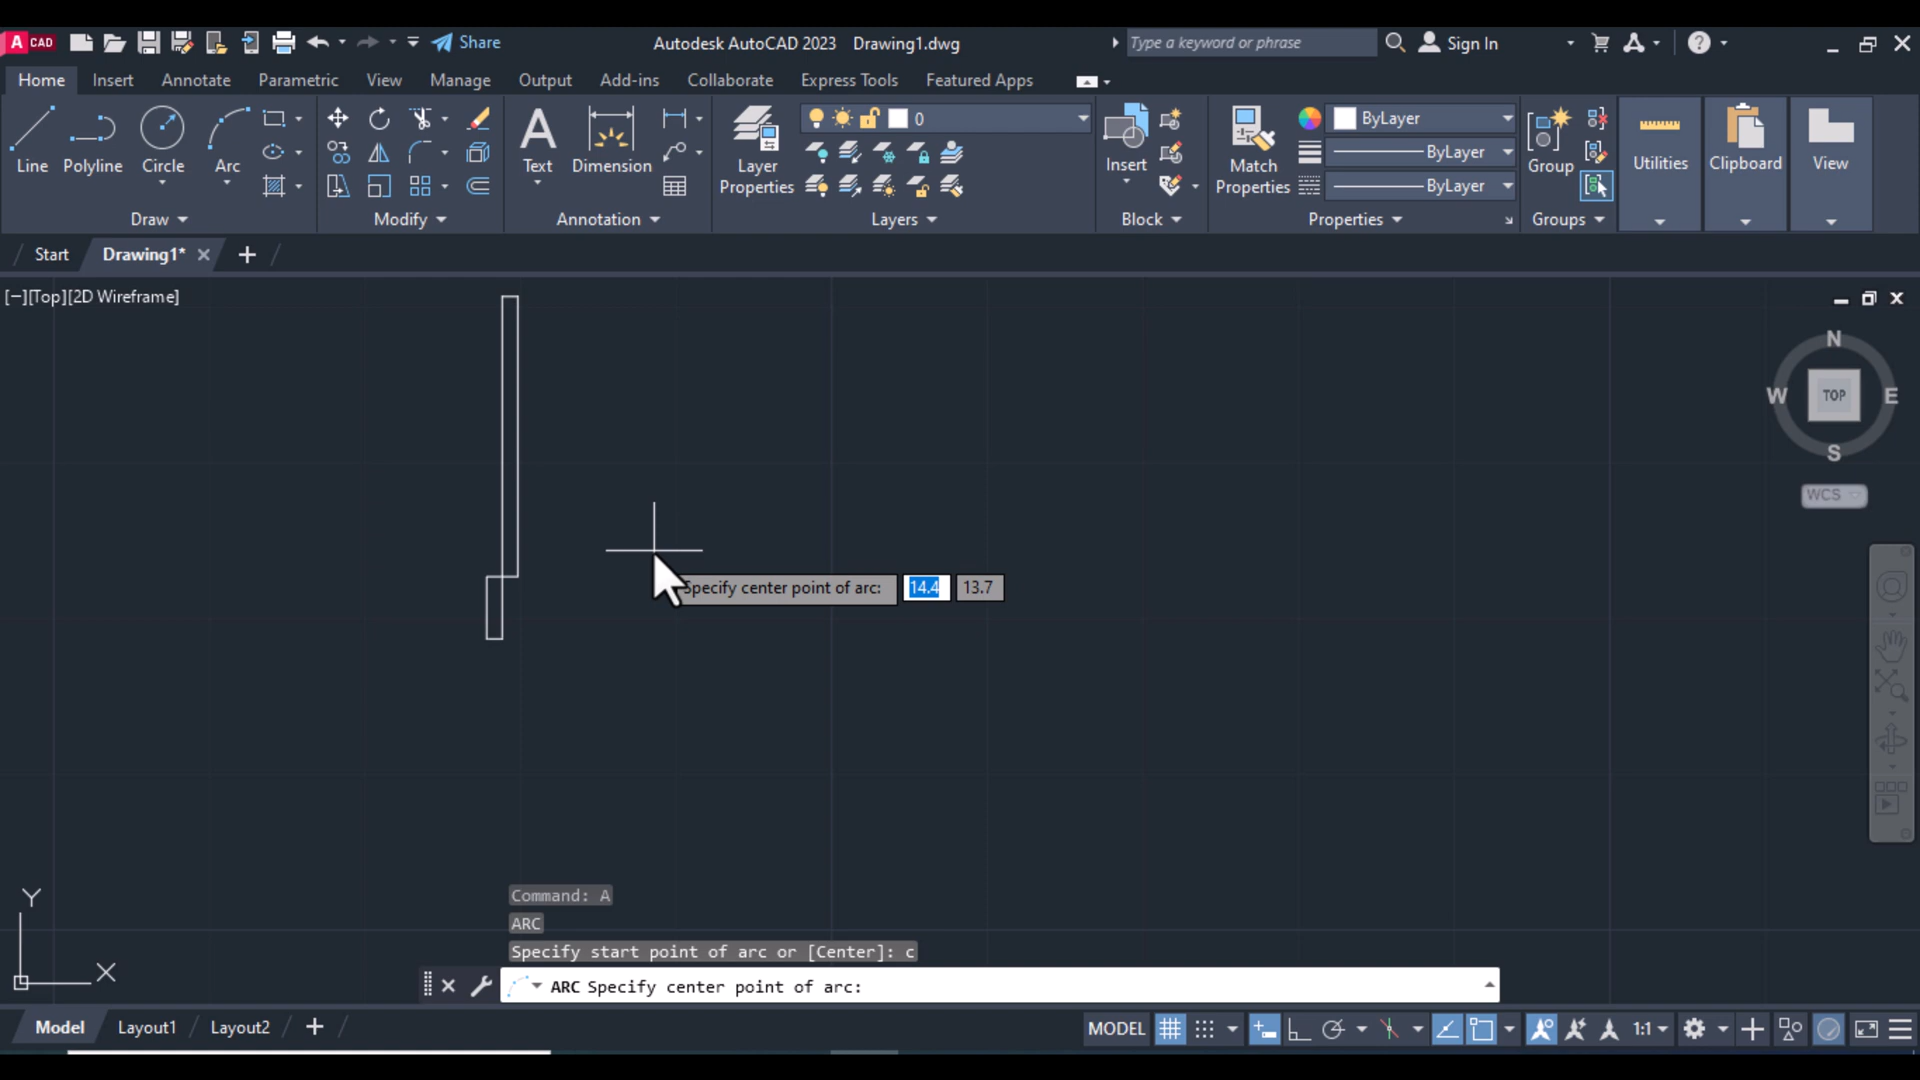 A CAD Share Autodesk AutoCAD 2023 Drawing1.dwg Type a keyword or phrase Sign In
Home Insert Annotate Parametric View Manage Output Add-ins Collaborate Express Tools Featured Apps
0 ByLayer
ByLayer
Line Polyline Circle Arc Text Dimension Layer Properties Insert Match Properties Group Utilities Clipboard View
ByLayer
Draw Modify Annotation Layers Block Properties Groups
Start Drawing1* +
[−][Top][2D Wireframe]
N
W TOP E
S
WCS
Specify center point of arc: 14.4 13.7
Command: A
ARC
Specify start point of arc or [Center]: c
ARC Specify center point of arc:
Y
X
Model Layout1 Layout2 + MODEL 1:1